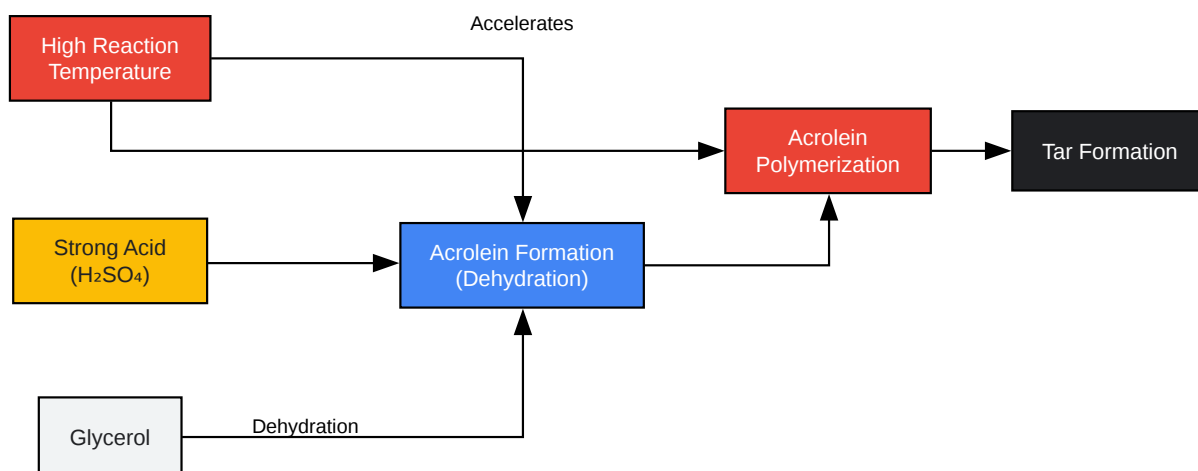 Accelerates
High Reaction
Temperature
Acrolein
Polymerization
Tar Formation
Strong Acid
(H₂SO₄)
Acrolein Formation
(Dehydration)
Glycerol
Dehydration